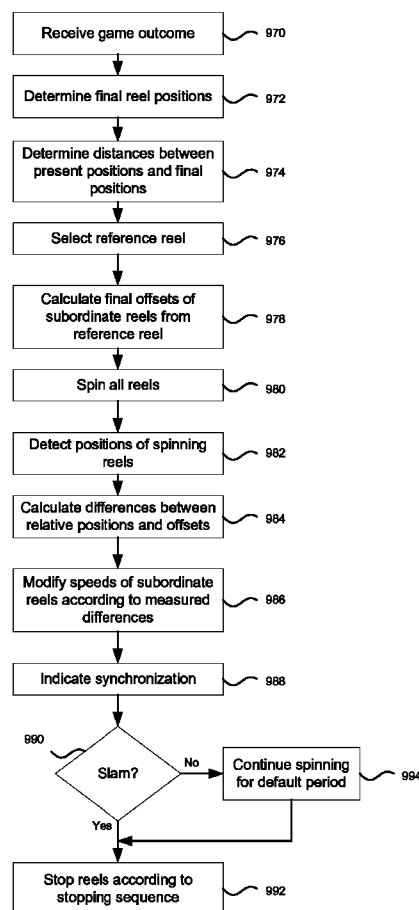 Receive game outcome
970
Determine final reel positions
972
Determine distances between
present positions and final
positions
974
Select reference reel
976
Calculate final offsets of
subordinate reels from
reference reel
978
Spin all reels
980
Detect positions of spinning
reels
982
Calculate differences between
relative positions and offsets
984
Modify speeds of subordinate
reels according to measured
differences
986
Indicate synchronization
988
990
Slam?
No
Continue spinning
for default period
994
Yes
Stop reels according to
stopping sequence
992